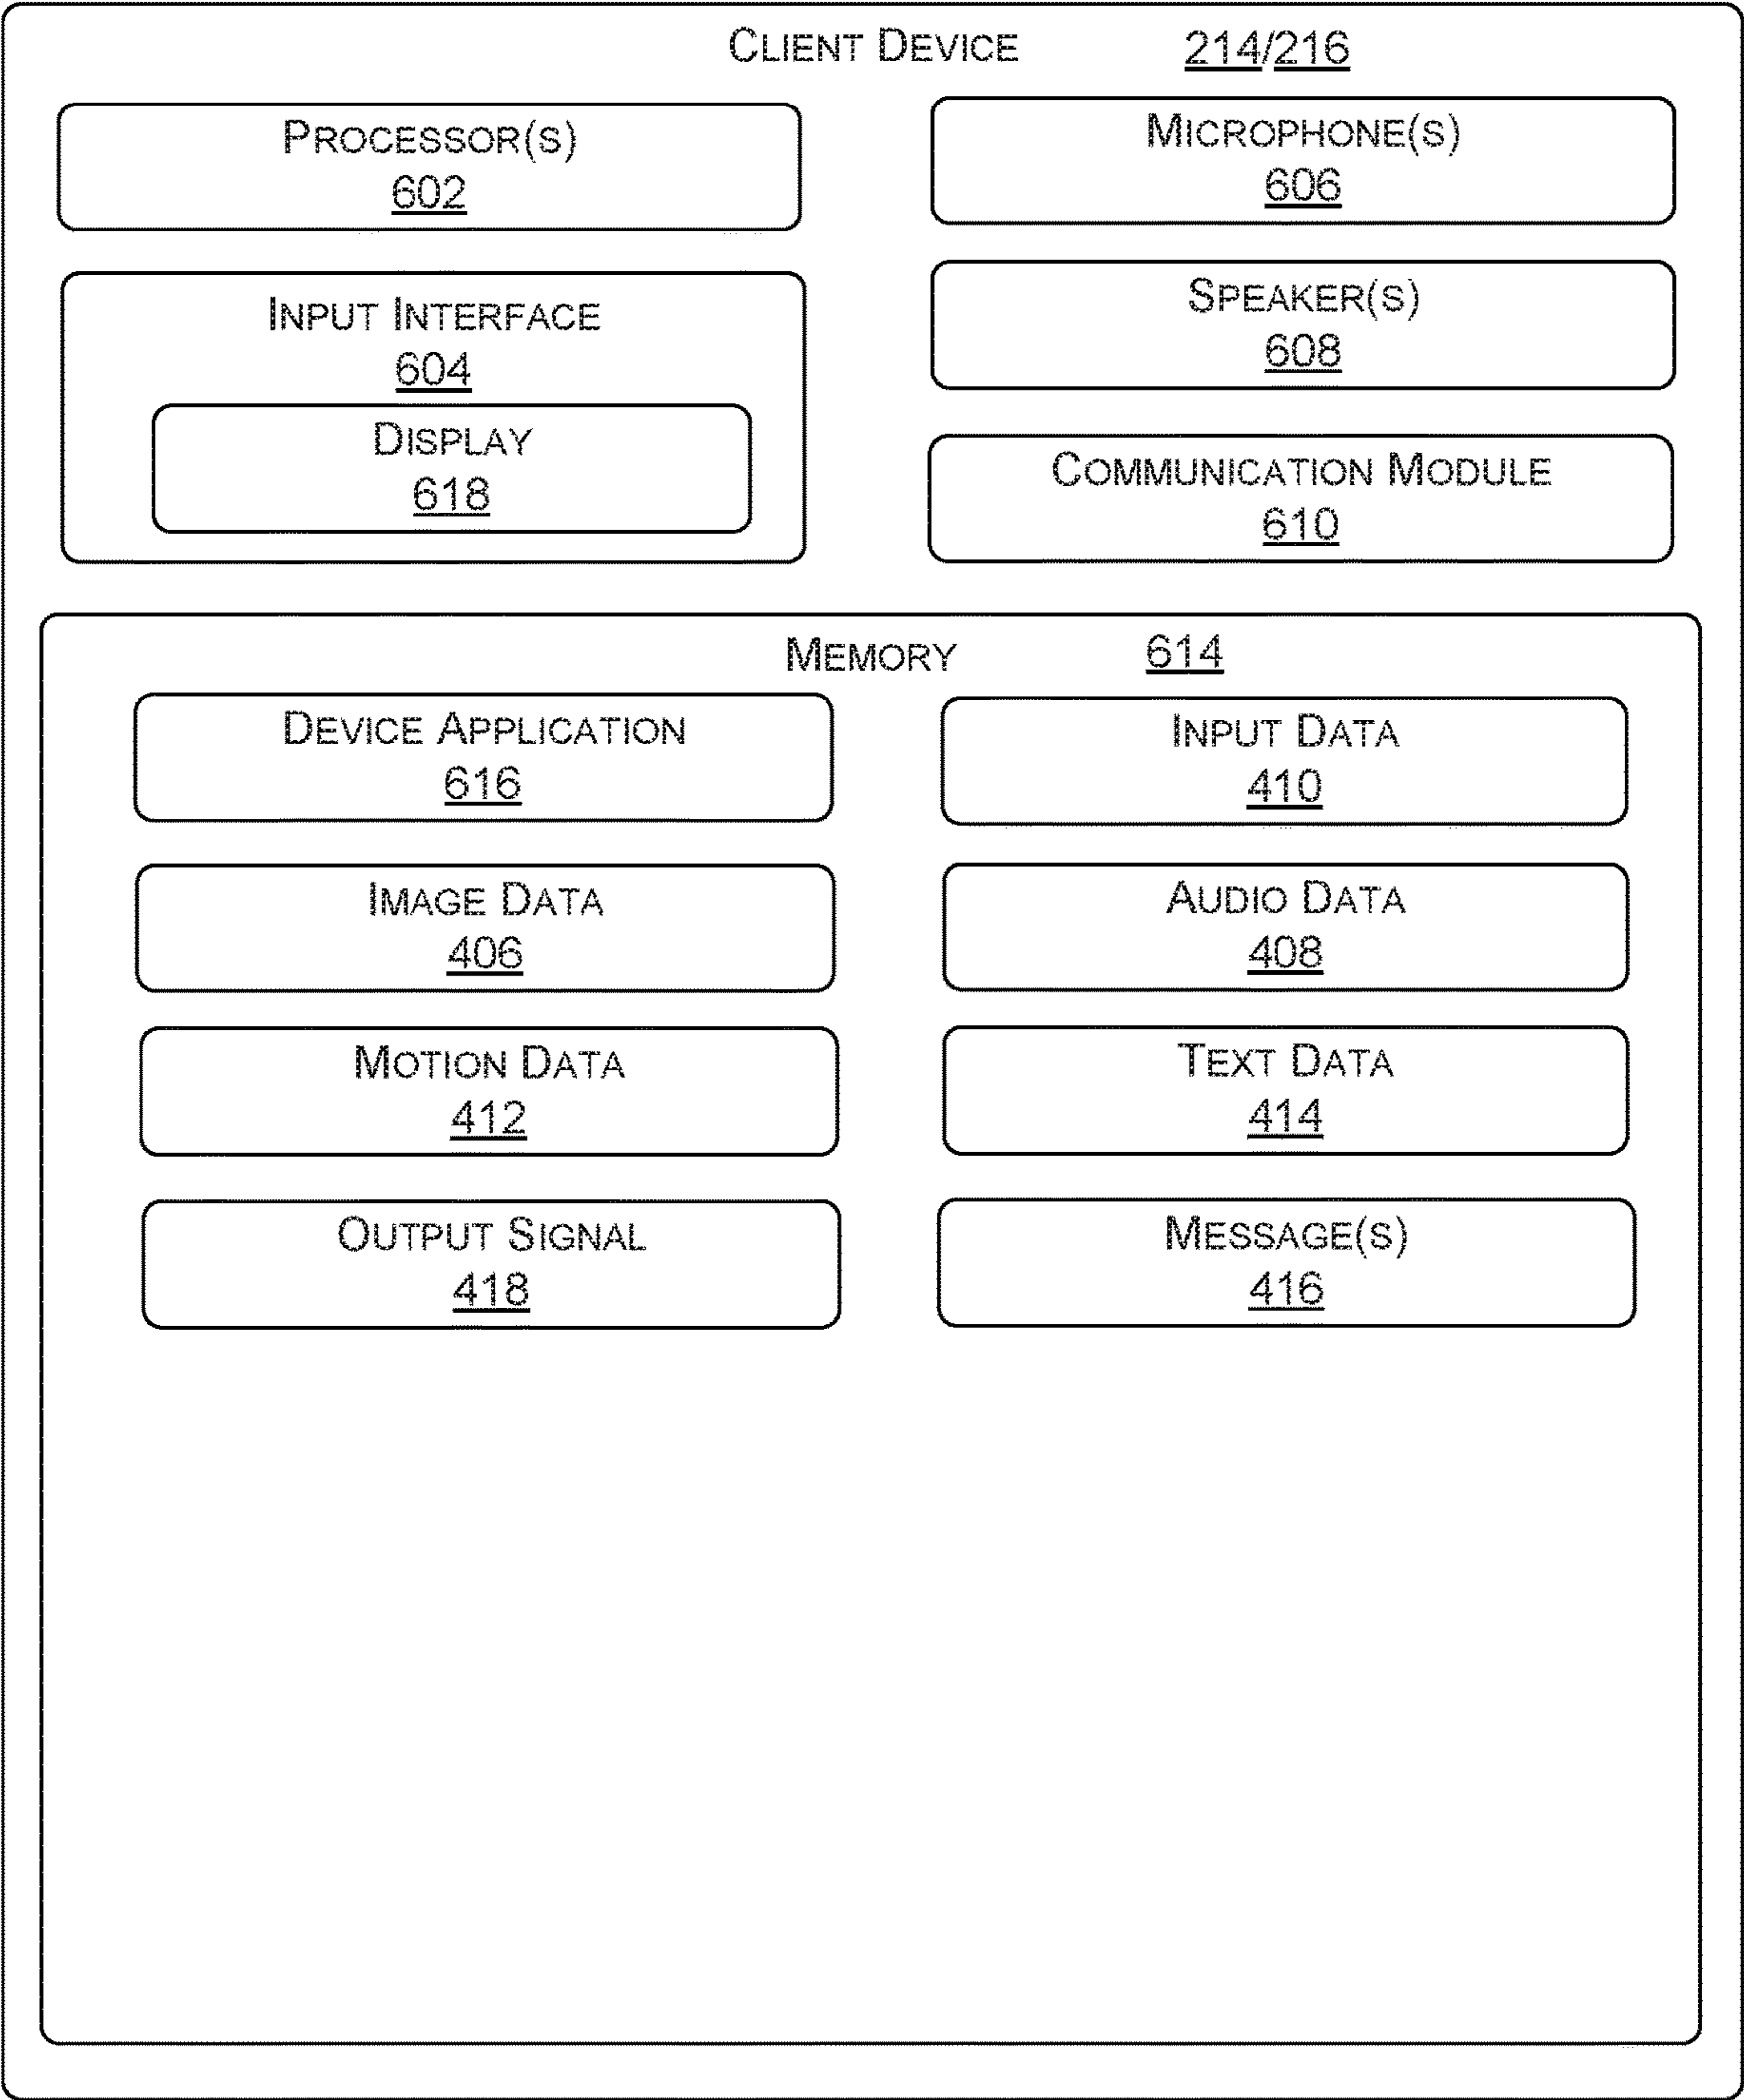 CLIENT DEVICE 214/216
PROCESSOR(S)
602
MICROPHONE(S)
606
INPUT INTERFACE
604
DISPLAY
618
SPEAKER(S)
608
COMMUNICATION MODULE
610
MEMORY 614
DEVICE APPLICATION
616
INPUT DATA
410
IMAGE DATA
406
AUDIO DATA
408
MOTION DATA
412
TEXT DATA
414
OUTPUT SIGNAL
418
MESSAGE(S)
416